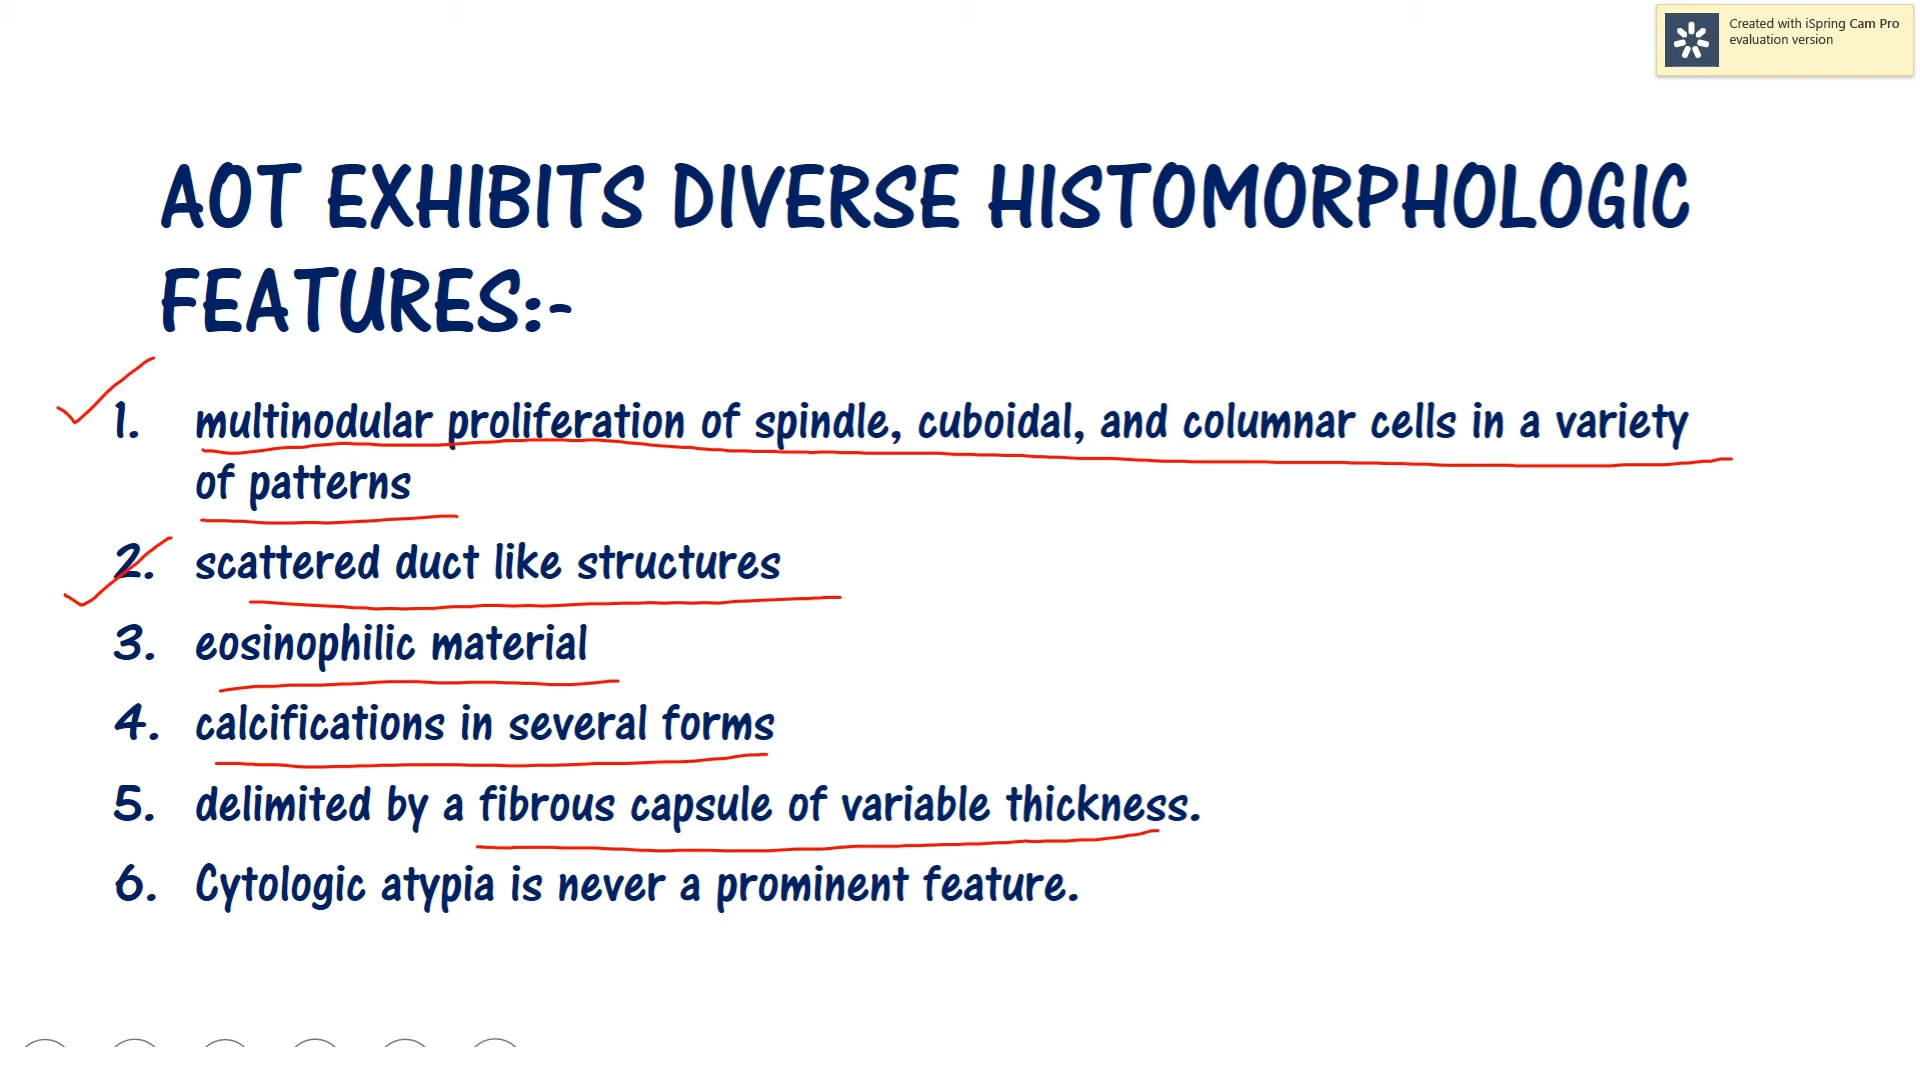 Created with iSpring Cam Pro
evaluation version
AOT EXHIBITS DIVERSE HISTOMORPHOLOGIC
FEATURES:-
1. multinodular proliferation of spindle, cuboidal, and columnar cells in a variety
of patterns
2. scattered duct like structures
3. eosinophilic material
4. calcifications in several forms
5. delimited by a fibrous capsule of variable thickness.
6. Cytologic atypia is never a prominent feature.